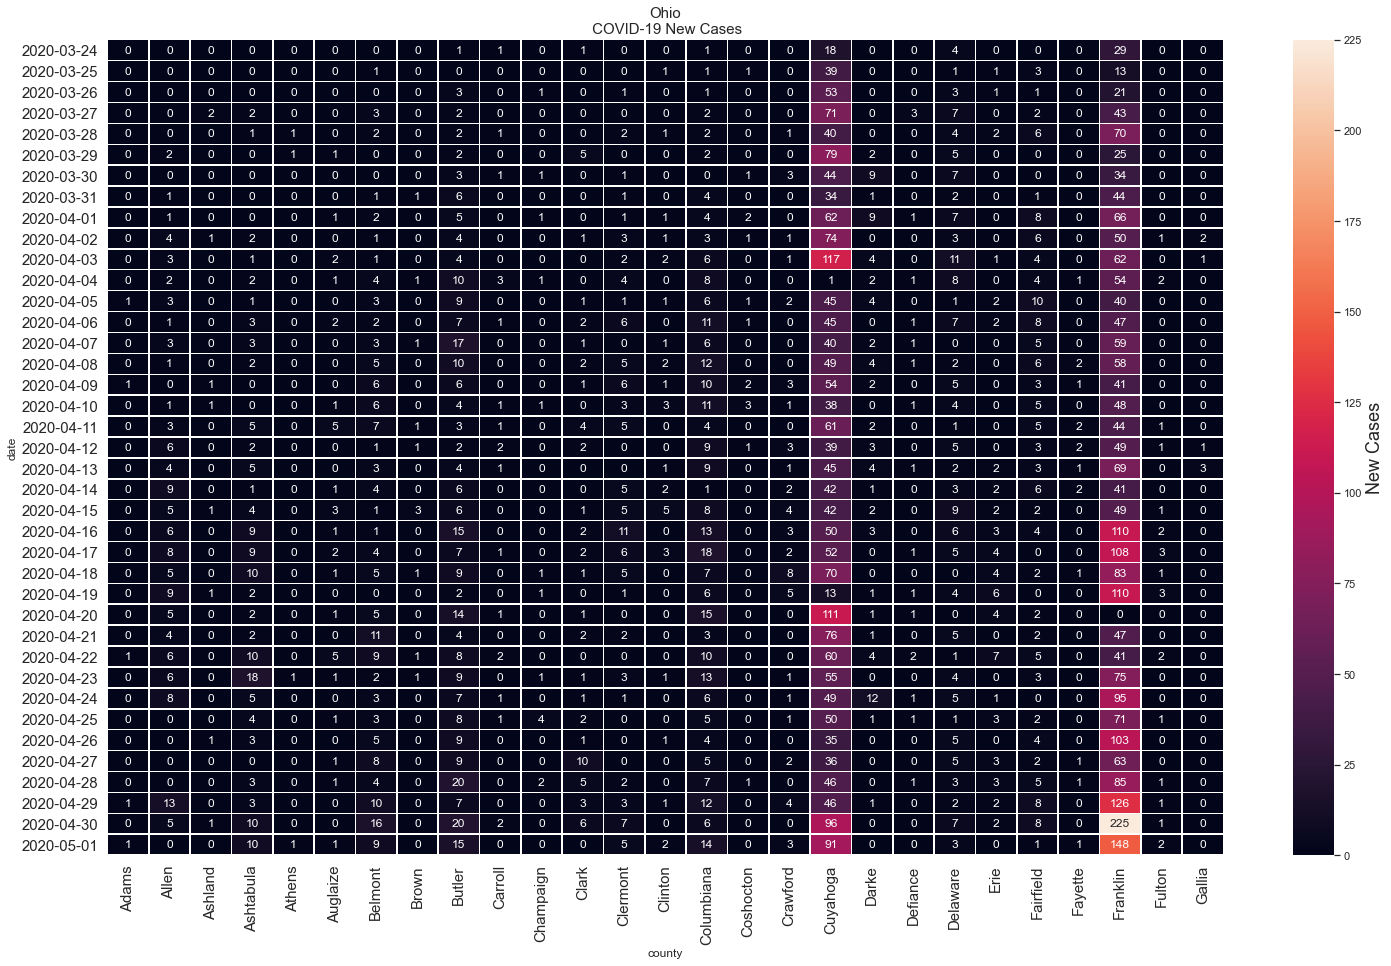 Ohio
COVID-19 New Cases
2020-03-24 0 0 0 0 0 0 0 0 1 1 0 1 0 0 1 0 0 18 0 0 4 0 0 0 29 0 0
2020-03-25 0 0 0 0 0 0 1 0 0 0 0 0 0 1 1 1 0 39 0 0 1 1 3 0 13 0 0
2020-03-26 0 0 0 0 0 0 0 0 3 0 1 0 1 0 1 0 0 53 0 0 3 1 1 0 21 0 0
2020-03-27 0 0 2 2 0 0 3 0 2 0 0 0 0 0 2 0 0 71 0 3 7 0 2 0 43 0 0
2020-03-28 0 0 0 1 1 0 2 0 2 1 0 0 2 1 2 0 1 40 0 0 4 2 6 0 70 0 0
2020-03-29 0 2 0 0 1 1 0 0 2 0 0 5 0 0 2 0 0 79 2 0 5 0 0 0 25 0 0
2020-03-30 0 0 0 0 0 0 0 0 3 1 1 0 1 0 0 1 3 44 9 0 7 0 0 0 34 0 0
2020-03-31 0 1 0 0 0 0 1 1 6 0 0 0 1 0 4 0 0 34 1 0 2 0 1 0 44 0 0
2020-04-01 0 1 0 0 0 1 2 0 5 0 1 0 1 1 4 2 0 62 9 1 7 0 8 0 66 0 0
2020-04-02 0 4 1 2 0 0 1 0 4 0 0 1 3 1 3 1 1 74 0 0 3 0 6 0 50 1 2
2020-04-03 0 3 0 1 0 2 1 0 4 0 0 0 2 2 6 0 1 117 4 0 11 1 4 0 62 0 1
2020-04-04 0 2 0 2 0 1 4 1 10 3 1 0 4 0 8 0 0 1 2 1 8 0 4 1 54 2 0
2020-04-05 1 3 0 1 0 0 3 0 9 0 0 1 1 1 6 1 2 45 4 0 1 2 10 0 40 0 0
2020-04-06 0 1 0 3 0 2 2 0 7 1 0 2 6 0 11 1 0 45 0 1 7 2 8 0 47 0 0
2020-04-07 0 3 0 3 0 0 3 1 17 0 0 1 0 1 6 0 0 40 2 1 0 0 5 0 59 0 0
2020-04-08 0 1 0 2 0 0 5 0 10 0 0 2 5 2 12 0 0 49 4 1 2 0 6 2 58 0 0
2020-04-09 1 0 1 0 0 0 6 0 6 0 0 1 6 1 10 2 3 54 2 0 5 0 3 1 41 0 0
2020-04-10 0 1 1 0 0 1 6 0 4 1 1 0 3 3 11 3 1 38 0 1 4 0 5 0 48 0 0
2020-04-11 0 3 0 5 0 5 7 1 3 1 0 4 5 0 4 0 0 61 2 0 1 0 5 2 44 1 0
2020-04-12 0 6 0 2 0 0 1 1 2 2 0 2 0 0 9 1 3 39 3 0 5 0 3 2 49 1 1
2020-04-13 0 4 0 5 0 0 3 0 4 1 0 0 0 1 9 0 1 45 4 1 2 2 3 1 69 0 3
2020-04-14 0 9 0 1 0 1 4 0 6 0 0 0 5 2 1 0 2 42 1 0 3 2 6 2 41 0 0
2020-04-15 0 5 1 4 0 3 1 3 6 0 0 1 5 5 8 0 4 42 2 0 9 2 2 0 49 1 0
2020-04-16 0 6 0 9 0 1 1 0 15 0 0 2 11 0 13 0 3 50 3 0 6 3 4 0 110 2 0
2020-04-17 0 8 0 9 0 2 4 0 7 1 0 2 6 3 18 0 2 52 0 1 5 4 0 0 108 3 0
2020-04-18 0 5 0 10 0 1 5 1 9 0 1 1 5 0 7 0 8 70 0 0 0 4 2 1 83 1 0
2020-04-19 0 9 1 2 0 0 0 0 2 0 1 0 1 0 6 0 5 13 1 1 4 6 0 0 110 3 0
2020-04-20 0 5 0 2 0 1 5 0 14 1 0 1 0 0 15 0 0 111 1 1 0 4 2 0 0 0 0
2020-04-21 0 4 0 2 0 0 11 0 4 0 0 2 2 0 3 0 0 76 1 0 5 0 2 0 47 0 0
2020-04-22 1 6 0 10 0 5 9 1 8 2 0 0 0 0 10 0 0 60 4 2 1 7 5 0 41 2 0
2020-04-23 0 6 0 18 1 1 2 1 9 0 1 1 3 1 13 0 1 55 0 0 4 0 3 0 75 0 0
2020-04-24 0 8 0 5 0 0 3 0 7 1 0 1 1 0 6 0 1 49 12 1 5 1 0 0 95 0 0
2020-04-25 0 0 0 4 0 1 3 0 8 1 4 2 0 0 5 0 1 50 1 1 1 3 2 0 71 1 0
2020-04-26 0 0 1 3 0 0 5 0 9 0 0 1 0 1 4 0 0 35 0 0 5 0 4 0 103 0 0
2020-04-27 0 0 0 0 0 1 8 0 9 0 0 10 0 0 5 0 2 36 0 0 5 3 2 1 63 0 0
2020-04-28 0 0 0 3 0 1 4 0 20 0 2 5 2 0 7 1 0 46 0 1 3 3 5 1 85 1 0
2020-04-29 1 13 0 3 0 0 10 0 7 0 0 3 3 1 12 0 4 46 1 0 2 2 8 0 126 1 0
2020-04-30 0 5 1 10 0 0 16 0 20 2 0 6 7 0 6 0 0 96 0 0 7 2 8 0 225 1 0
2020-05-01 1 0 0 10 1 1 9 0 15 0 0 0 5 2 14 0 3 91 0 0 3 0 1 1 148 2 0
date
Adams Allen Ashland Ashtabula Athens Auglaize Belmont Brown Butler Carroll Champaign Clark Clermont Clinton Columbiana Coshocton Crawford Cuyahoga Darke Defiance Delaware Erie Fairfield Fayette Franklin Fulton Gallia
county
225
200
175
150
125
100
75
50
25
0
New Cases